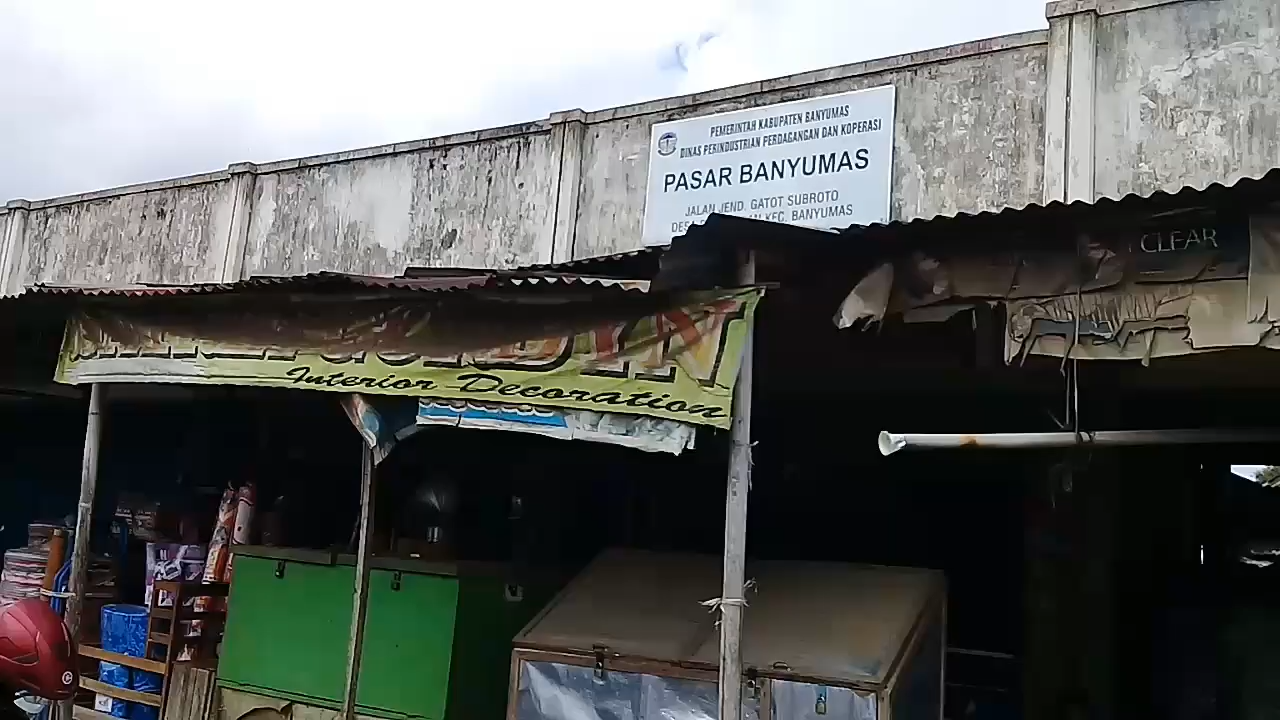 PEMERINTAH KABUPATEN BANYUMAS
DINAS PERINDUSTRIAN PERDAGANGAN DAN KOPERASI
PASAR BANYUMAS
JALAN JEND. GATOT SUBROTO
KEC. BANYUMAS
CLEAR
Interior Decoration